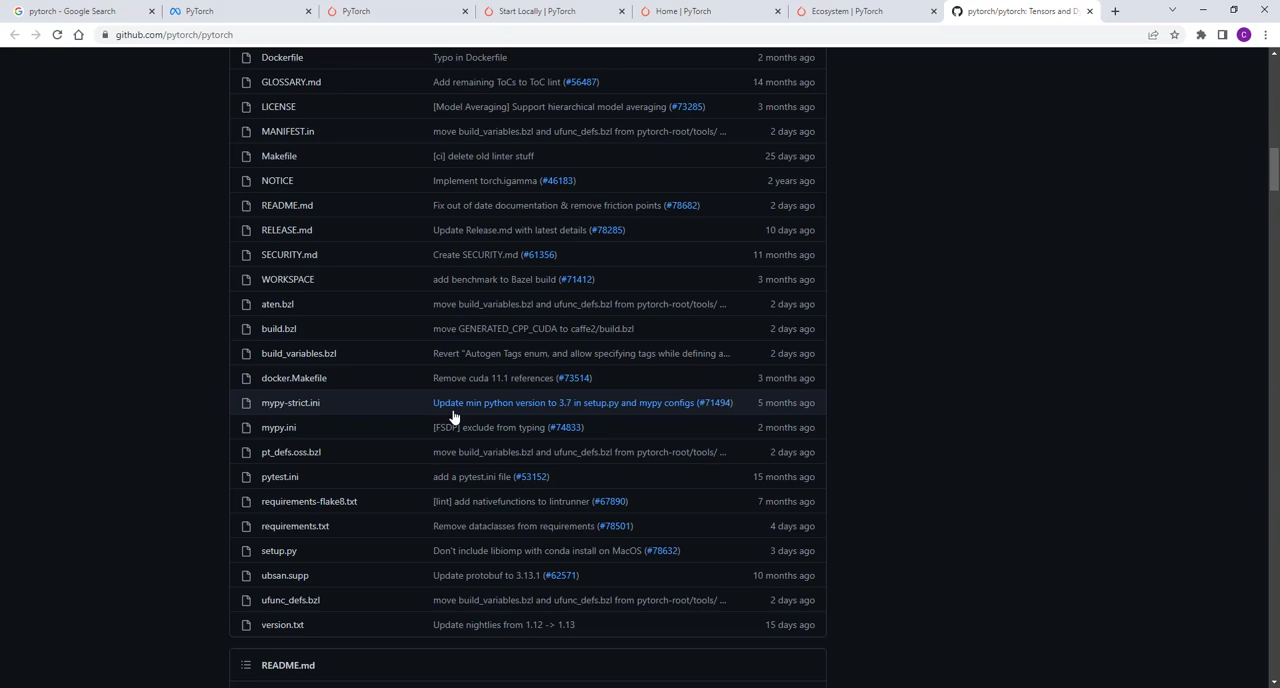 pytorch - Google Search PyTorch PyTorch Start Locally | PyTorch Home | PyTorch Ecosystem | PyTorch pytorch/pytorch: Tensors and Dy
github.com/pytorch/pytorch C
Dockerfile Typo in Dockerfile 2 months ago
GLOSSARY.md Add remaining ToCs to ToC lint (#56487) 14 months ago
LICENSE [Model Averaging] Support hierarchical model averaging (#73285) 3 months ago
MANIFEST.in move build_variables.bzl and ufunc_defs.bzl from pytorch-root/tools/ ... 2 days ago
Makefile [ci] delete old linter stuff 25 days ago
NOTICE Implement torch.igamma (#46183) 2 years ago
README.md Fix out of date documentation & remove friction points (#78682) 2 days ago
RELEASE.md Update Release.md with latest details (#78285) 10 days ago
SECURITY.md Create SECURITY.md (#61356) 11 months ago
WORKSPACE add benchmark to Bazel build (#71412) 3 months ago
aten.bzl move build_variables.bzl and ufunc_defs.bzl from pytorch-root/tools/ ... 2 days ago
build.bzl move GENERATED_CPP_CUDA to caffe2/build.bzl 2 days ago
build_variables.bzl Revert "Autogen Tags enum, and allow specifying tags while defining a... 2 days ago
docker.Makefile Remove cuda 11.1 references (#73514) 3 months ago
mypy-strict.ini Update min python version to 3.7 in setup.py and mypy configs (#71494) 5 months ago
mypy.ini [FSDP] exclude from typing (#74833) 2 months ago
pt_defs.oss.bzl move build_variables.bzl and ufunc_defs.bzl from pytorch-root/tools/ ... 2 days ago
pytest.ini add a pytest.ini file (#53152) 15 months ago
requirements-flake8.txt [lint] add nativefunctions to lintrunner (#67890) 7 months ago
requirements.txt Remove dataclasses from requirements (#78501) 4 days ago
setup.py Don't include libiomp with conda install on MacOS (#78632) 3 days ago
ubsan.supp Update protobuf to 3.13.1 (#62571) 10 months ago
ufunc_defs.bzl move build_variables.bzl and ufunc_defs.bzl from pytorch-root/tools/ ... 2 days ago
version.txt Update nightlies from 1.12 -> 1.13 15 days ago
README.md